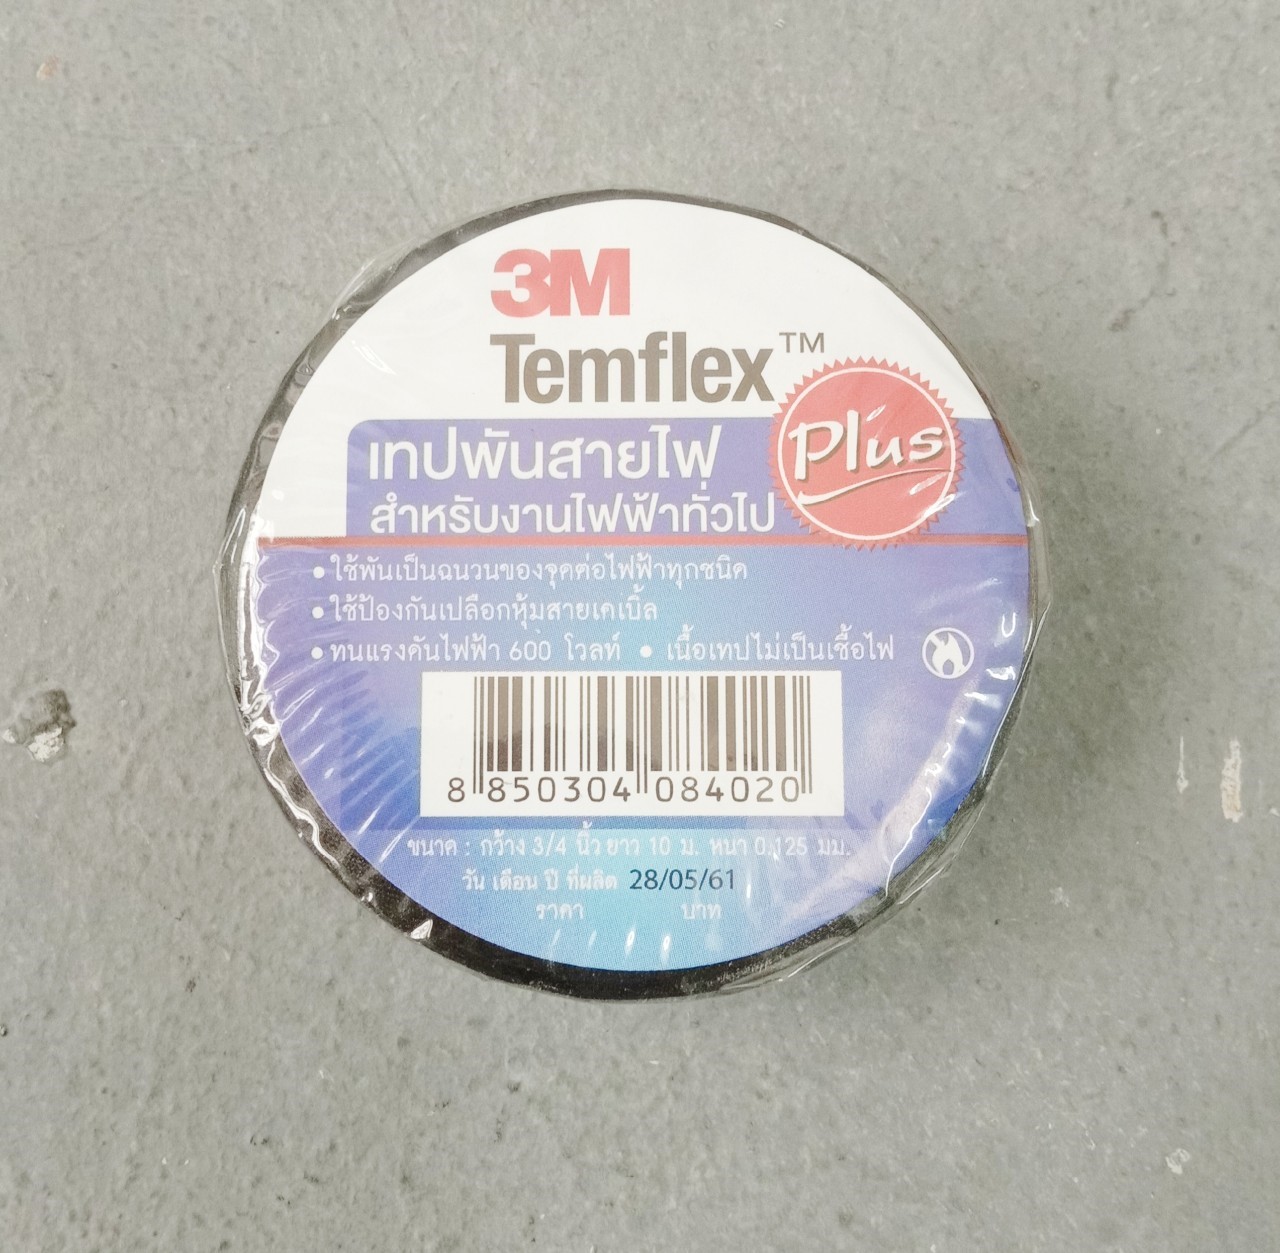 3M
Temflex™
Plus
เทปพันสายไฟ
สำหรับงานไฟฟ้าทั่วไป
• ใช้พันเป็นฉนวนของจุดต่อไฟฟ้าทุกชนิด
• ใช้ป้องกันเปลือกหุ้มสายเคเบิ้ล
• ทนแรงดันไฟฟ้า 600 โวลท์ • เนื้อเทปไม่เป็นเชื้อไฟ
8 850304 084020
ขนาด : กว้าง 3/4 นิ้ว ยาว 10 ม. หนา 0.125 มม.
วัน เดือน ปี ที่ผลิต 28/05/61
ราคา บาท